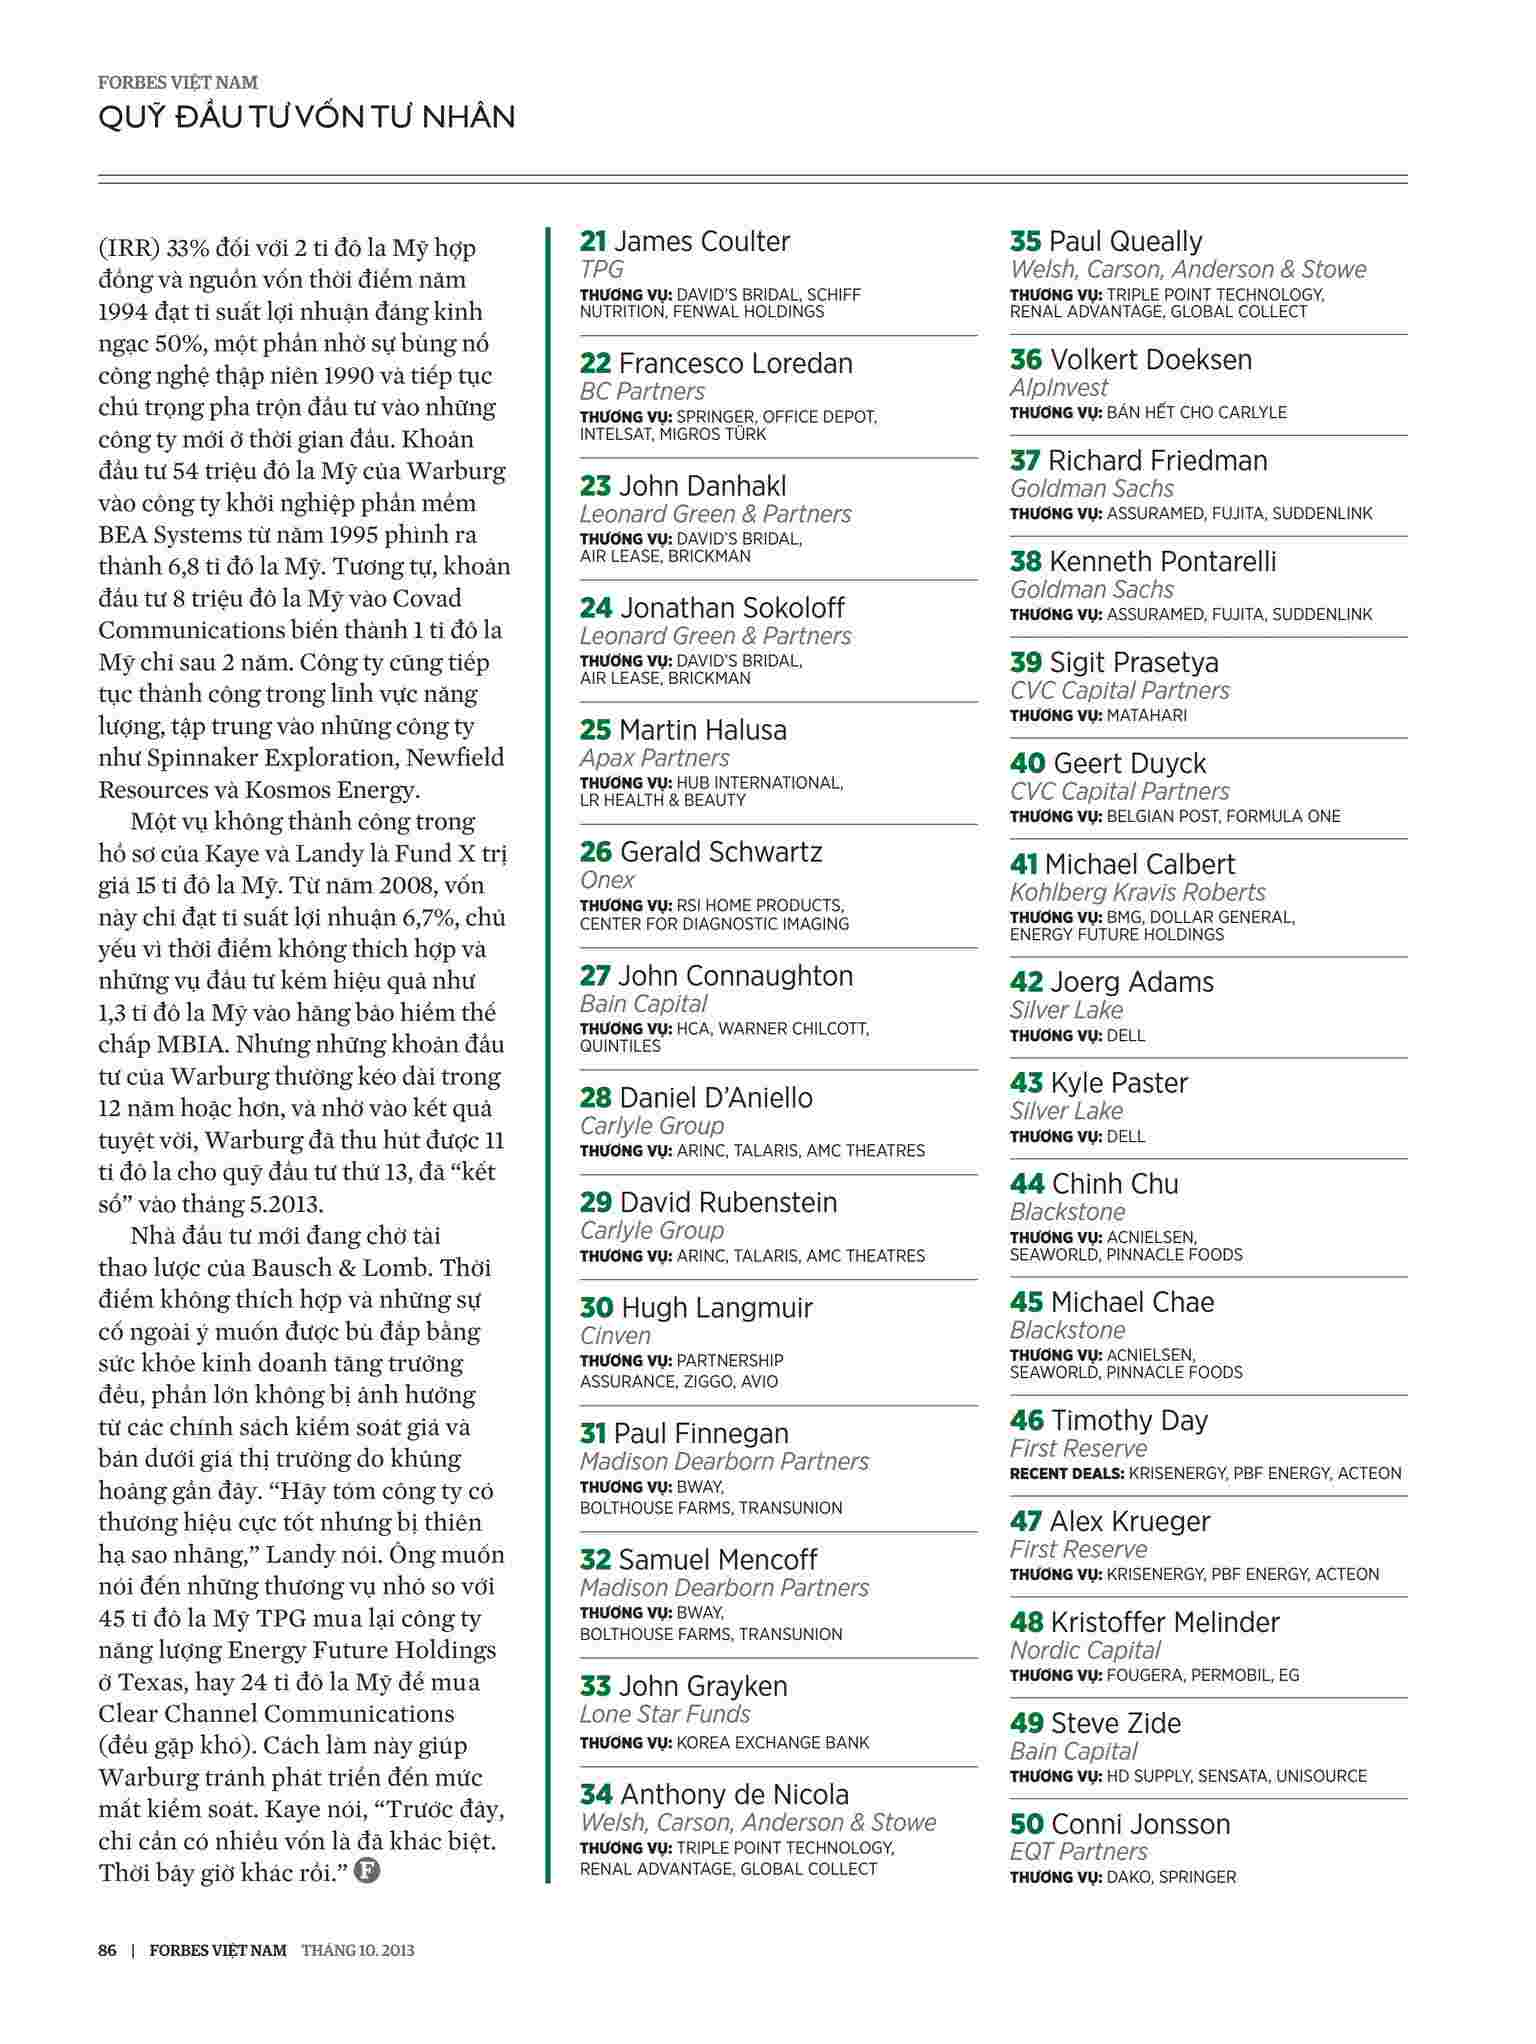 FORBES VIỆT NAM
QUỸ ĐẦU TƯ VỐN TƯ NHÂN
(IRR) 33% đối với 2 tỉ đô la Mỹ hợp
đồng và nguồn vốn thời điểm năm
1994 đạt tỉ suất lợi nhuận đáng kinh
ngạc 50%, một phần nhờ sự bùng nổ
công nghệ thập niên 1990 và tiếp tục
chú trọng pha trộn đầu tư vào những
công ty mới ở thời gian đầu. Khoản
đầu tư 54 triệu đô la Mỹ của Warburg
vào công ty khởi nghiệp phần mềm
BEA Systems từ năm 1995 phình ra
thành 6,8 tỉ đô la Mỹ. Tương tự, khoản
đầu tư 8 triệu đô la Mỹ vào Covad
Communications biến thành 1 tỉ đô la
Mỹ chỉ sau 2 năm. Công ty cũng tiếp
tục thành công trong lĩnh vực năng
lượng, tập trung vào những công ty
như Spinnaker Exploration, Newfield
Resources và Kosmos Energy.
Một vụ không thành công trong
hồ sơ của Kaye và Landy là Fund X trị
giá 15 tỉ đô la Mỹ. Từ năm 2008, vốn
này chỉ đạt tỉ suất lợi nhuận 6,7%, chủ
yếu vì thời điểm không thích hợp và
những vụ đầu tư kém hiệu quả như
1,3 tỉ đô la Mỹ vào hãng bảo hiểm thế
chấp MBIA. Nhưng những khoản đầu
tư của Warburg thường kéo dài trong
12 năm hoặc hơn, và nhờ vào kết quả
tuyệt vời, Warburg đã thu hút được 11
tỉ đô la cho quỹ đầu tư thứ 13, đã “kết
sổ” vào tháng 5.2013.
Nhà đầu tư mới đang chờ tài
thao lược của Bausch & Lomb. Thời
điểm không thích hợp và những sự
cố ngoài ý muốn được bù đắp bằng
sức khỏe kinh doanh tăng trưởng
đều, phần lớn không bị ảnh hưởng
từ các chính sách kiểm soát giá và
bán dưới giá thị trường do khủng
hoảng gần đây. “Hãy tóm công ty có
thương hiệu cực tốt nhưng bị thiên
hạ sao nhãng,” Landy nói. Ông muốn
nói đến những thương vụ nhỏ so với
45 tỉ đô la Mỹ TPG mua lại công ty
năng lượng Energy Future Holdings
ở Texas, hay 24 tỉ đô la Mỹ để mua
Clear Channel Communications
(đều gặp khó). Cách làm này giúp
Warburg tránh phát triển đến mức
mất kiểm soát. Kaye nói, “Trước đây,
chỉ cần có nhiều vốn là đã khác biệt.
Thời bây giờ khác rồi.” F
21 James Coulter
TPG
THƯƠNG VỤ: DAVID'S BRIDAL, SCHIFF
NUTRITION, FENWAL HOLDINGS
22 Francesco Loredan
BC Partners
THƯƠNG VỤ: SPRINGER, OFFICE DEPOT,
INTELSAT, MIGROS TÜRK
23 John Danhakl
Leonard Green & Partners
THƯƠNG VỤ: DAVID'S BRIDAL,
AIR LEASE, BRICKMAN
24 Jonathan Sokoloff
Leonard Green & Partners
THƯƠNG VỤ: DAVID'S BRIDAL,
AIR LEASE, BRICKMAN
25 Martin Halusa
Apax Partners
THƯƠNG VỤ: HUB INTERNATIONAL,
LR HEALTH & BEAUTY
26 Gerald Schwartz
Onex
THƯƠNG VỤ: RSI HOME PRODUCTS,
CENTER FOR DIAGNOSTIC IMAGING
27 John Connaughton
Bain Capital
THƯƠNG VỤ: HCA, WARNER CHILCOTT,
QUINTILES
28 Daniel D’Aniello
Carlyle Group
THƯƠNG VỤ: ARINC, TALARIS, AMC THEATRES
29 David Rubenstein
Carlyle Group
THƯƠNG VỤ: ARINC, TALARIS, AMC THEATRES
30 Hugh Langmuir
Cinven
THƯƠNG VỤ: PARTNERSHIP
ASSURANCE, ZIGGO, AVIO
31 Paul Finnegan
Madison Dearborn Partners
THƯƠNG VỤ: BWAY,
BOLTHOUSE FARMS, TRANSUNION
32 Samuel Mencoff
Madison Dearborn Partners
THƯƠNG VỤ: BWAY,
BOLTHOUSE FARMS, TRANSUNION
33 John Grayken
Lone Star Funds
THƯƠNG VỤ: KOREA EXCHANGE BANK
34 Anthony de Nicola
Welsh, Carson, Anderson & Stowe
THƯƠNG VỤ: TRIPLE POINT TECHNOLOGY,
RENAL ADVANTAGE, GLOBAL COLLECT
35 Paul Queally
Welsh, Carson, Anderson & Stowe
THƯƠNG VỤ: TRIPLE POINT TECHNOLOGY,
RENAL ADVANTAGE, GLOBAL COLLECT
36 Volkert Doeksen
AlpInvest
THƯƠNG VỤ: BÁN HẾT CHO CARLYLE
37 Richard Friedman
Goldman Sachs
THƯƠNG VỤ: ASSURAMED, FUJITA, SUDDENLINK
38 Kenneth Pontarelli
Goldman Sachs
THƯƠNG VỤ: ASSURAMED, FUJITA, SUDDENLINK
39 Sigit Prasetya
CVC Capital Partners
THƯƠNG VỤ: MATAHARI
40 Geert Duyck
CVC Capital Partners
THƯƠNG VỤ: BELGIAN POST, FORMULA ONE
41 Michael Calbert
Kohlberg Kravis Roberts
THƯƠNG VỤ: BMG, DOLLAR GENERAL,
ENERGY FUTURE HOLDINGS
42 Joerg Adams
Silver Lake
THƯƠNG VỤ: DELL
43 Kyle Paster
Silver Lake
THƯƠNG VỤ: DELL
44 Chinh Chu
Blackstone
THƯƠNG VỤ: ACNIELSEN,
SEAWORLD, PINNACLE FOODS
45 Michael Chae
Blackstone
THƯƠNG VỤ: ACNIELSEN,
SEAWORLD, PINNACLE FOODS
46 Timothy Day
First Reserve
RECENT DEALS: KRISENERGY, PBF ENERGY, ACTEON
47 Alex Krueger
First Reserve
THƯƠNG VỤ: KRISENERGY, PBF ENERGY, ACTEON
48 Kristoffer Melinder
Nordic Capital
THƯƠNG VỤ: FOUGERA, PERMOBIL, EG
49 Steve Zide
Bain Capital
THƯƠNG VỤ: HD SUPPLY, SENSATA, UNISOURCE
50 Conni Jonsson
EQT Partners
THƯƠNG VỤ: DAKO, SPRINGER
86 | FORBES VIỆT NAM THÁNG 10. 2013